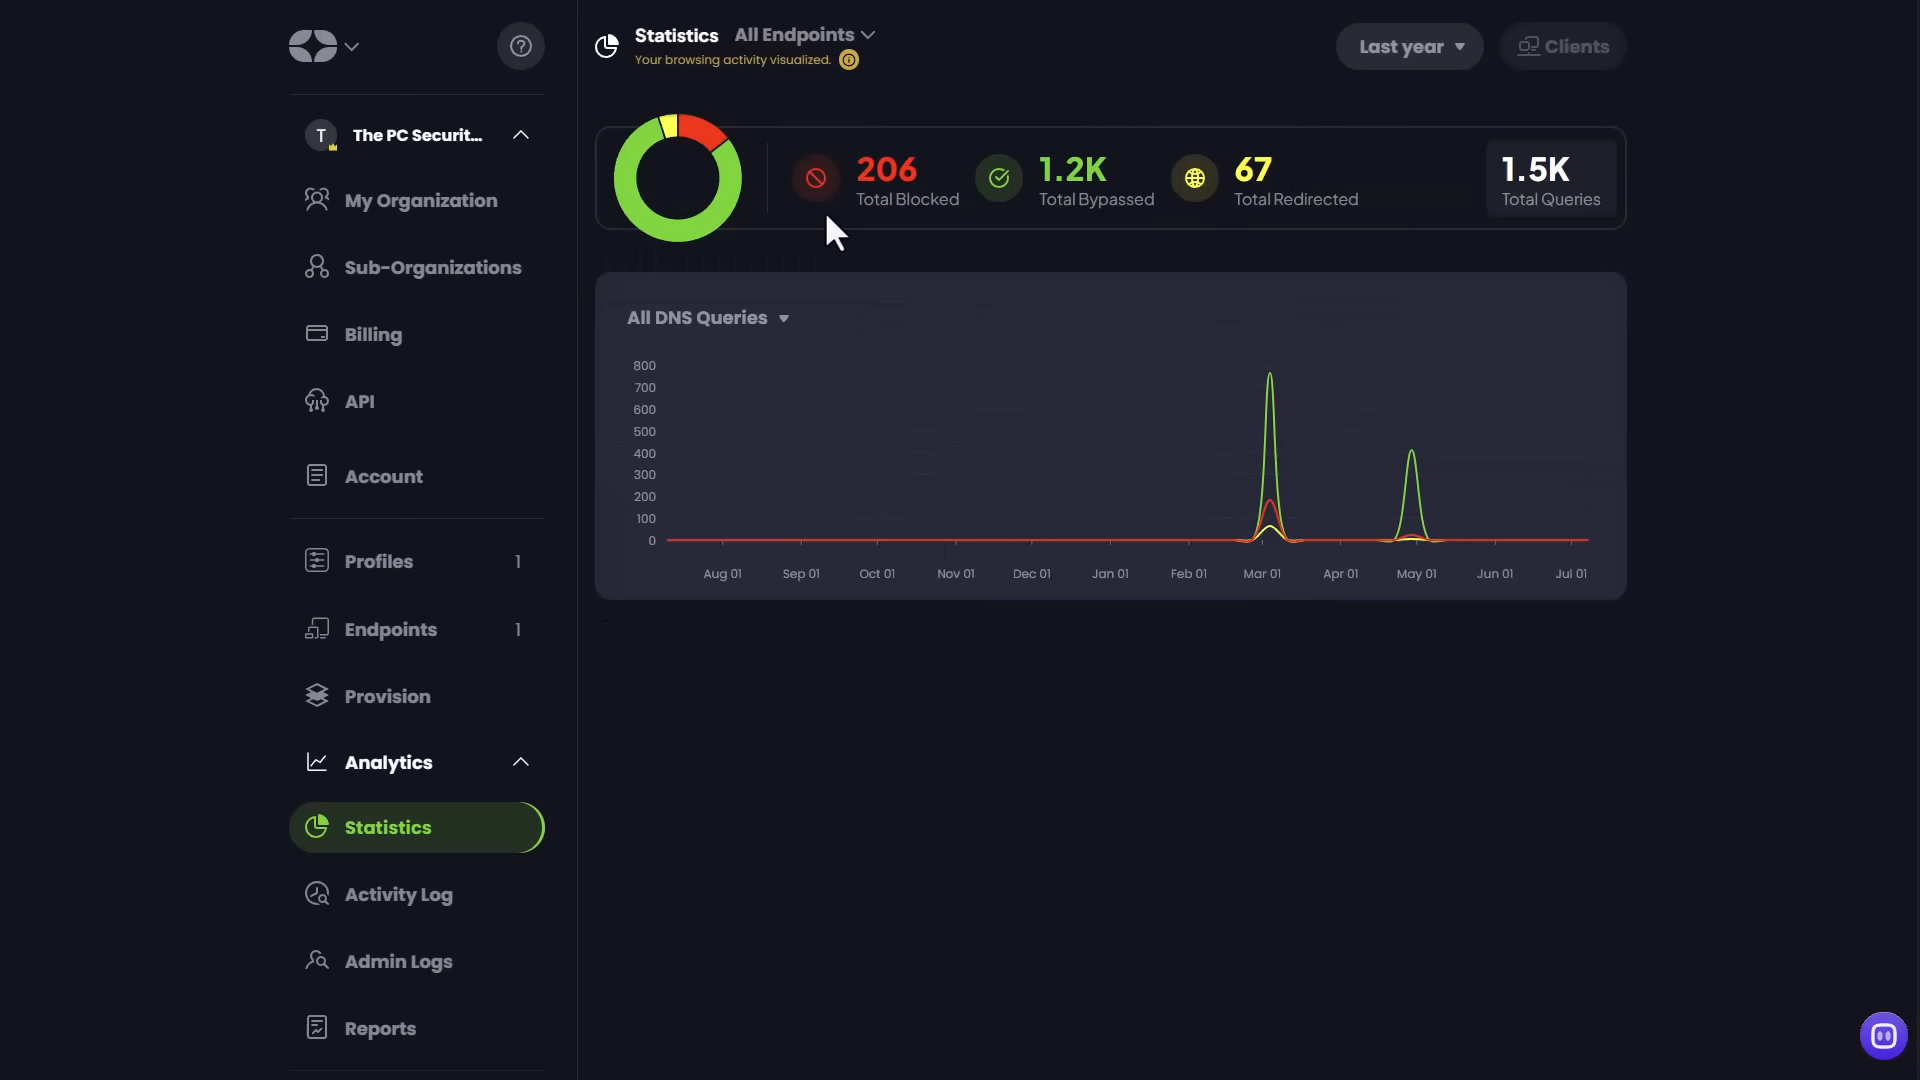 T
The PC Securit...
My Organization
Sub-Organizations
Billing
API
Account
Profiles 1
Endpoints 1
Provision
Analytics
Statistics
Activity Log
Admin Logs
Reports
Statistics All Endpoints
Your browsing activity visualized.
Last year
Clients
206
Total Blocked
1.2K
Total Bypassed
67
Total Redirected
1.5K
Total Queries
All DNS Queries
800
700
600
500
400
300
200
100
0
Aug 01 Sep 01 Oct 01 Nov 01 Dec 01 Jan 01 Feb 01 Mar 01 Apr 01 May 01 Jun 01 Jul 01